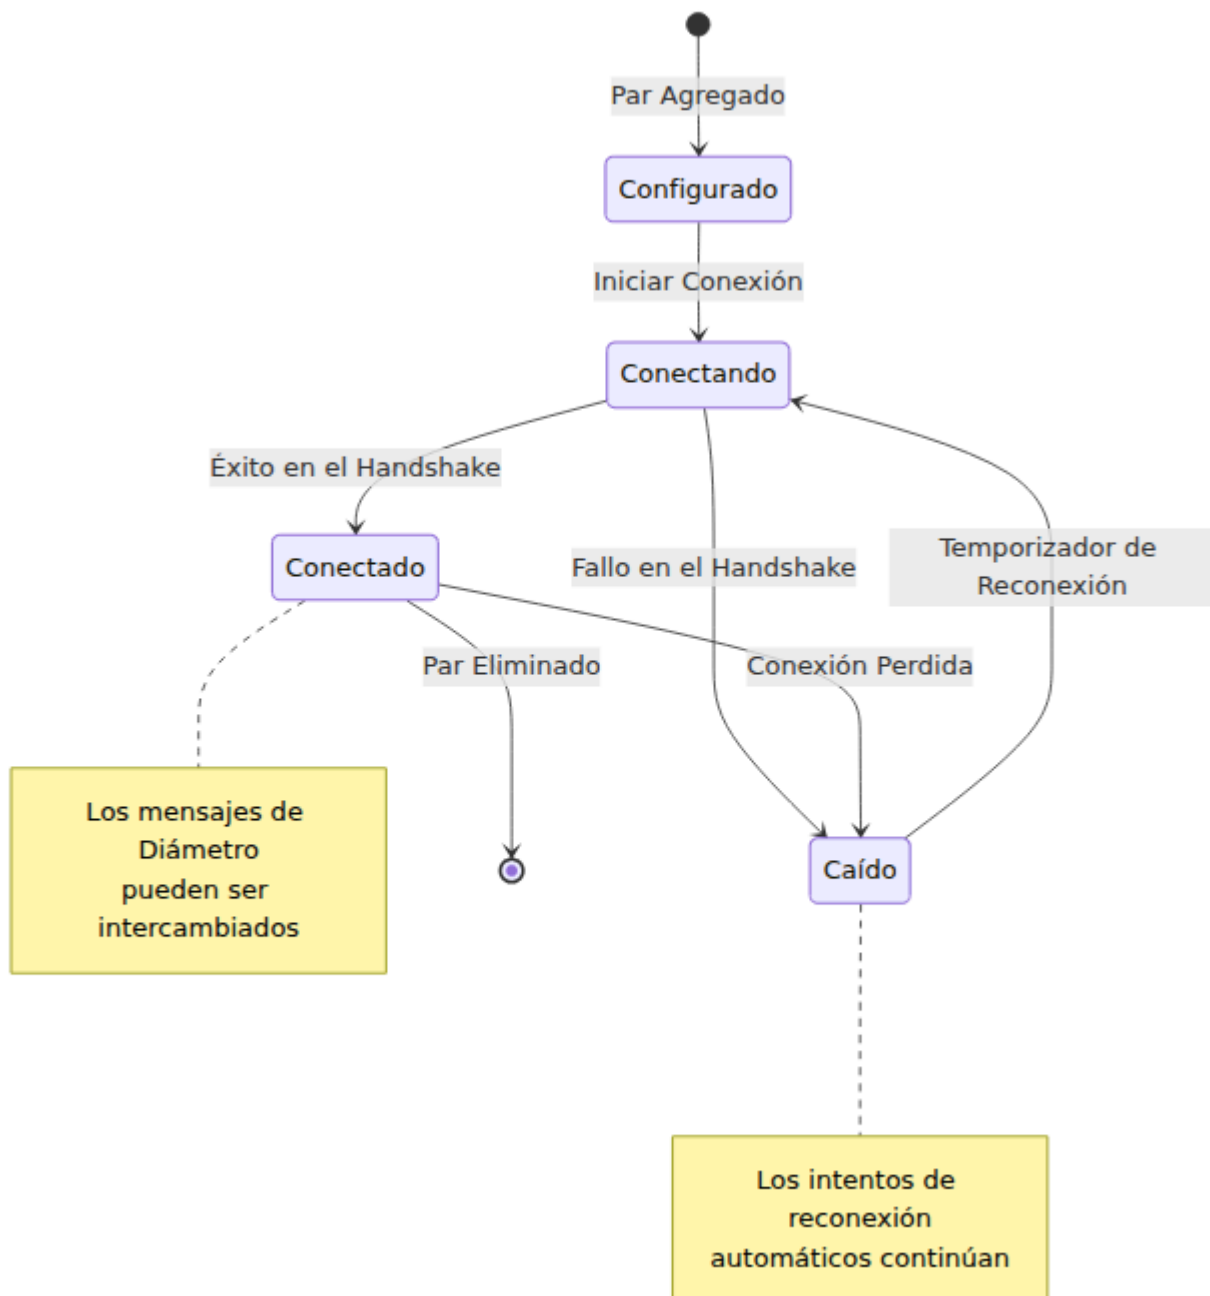 Par Agregado
Configurado
Iniciar Conexión
Conectando
Éxito en el Handshake
Conectado
Fallo en el Handshake
Temporizador de
Reconexión
Par Eliminado
Conexión Perdida
Los mensajes de
Diámetro
pueden ser
intercambiados
Caído
Los intentos de
reconexión
automáticos continúan